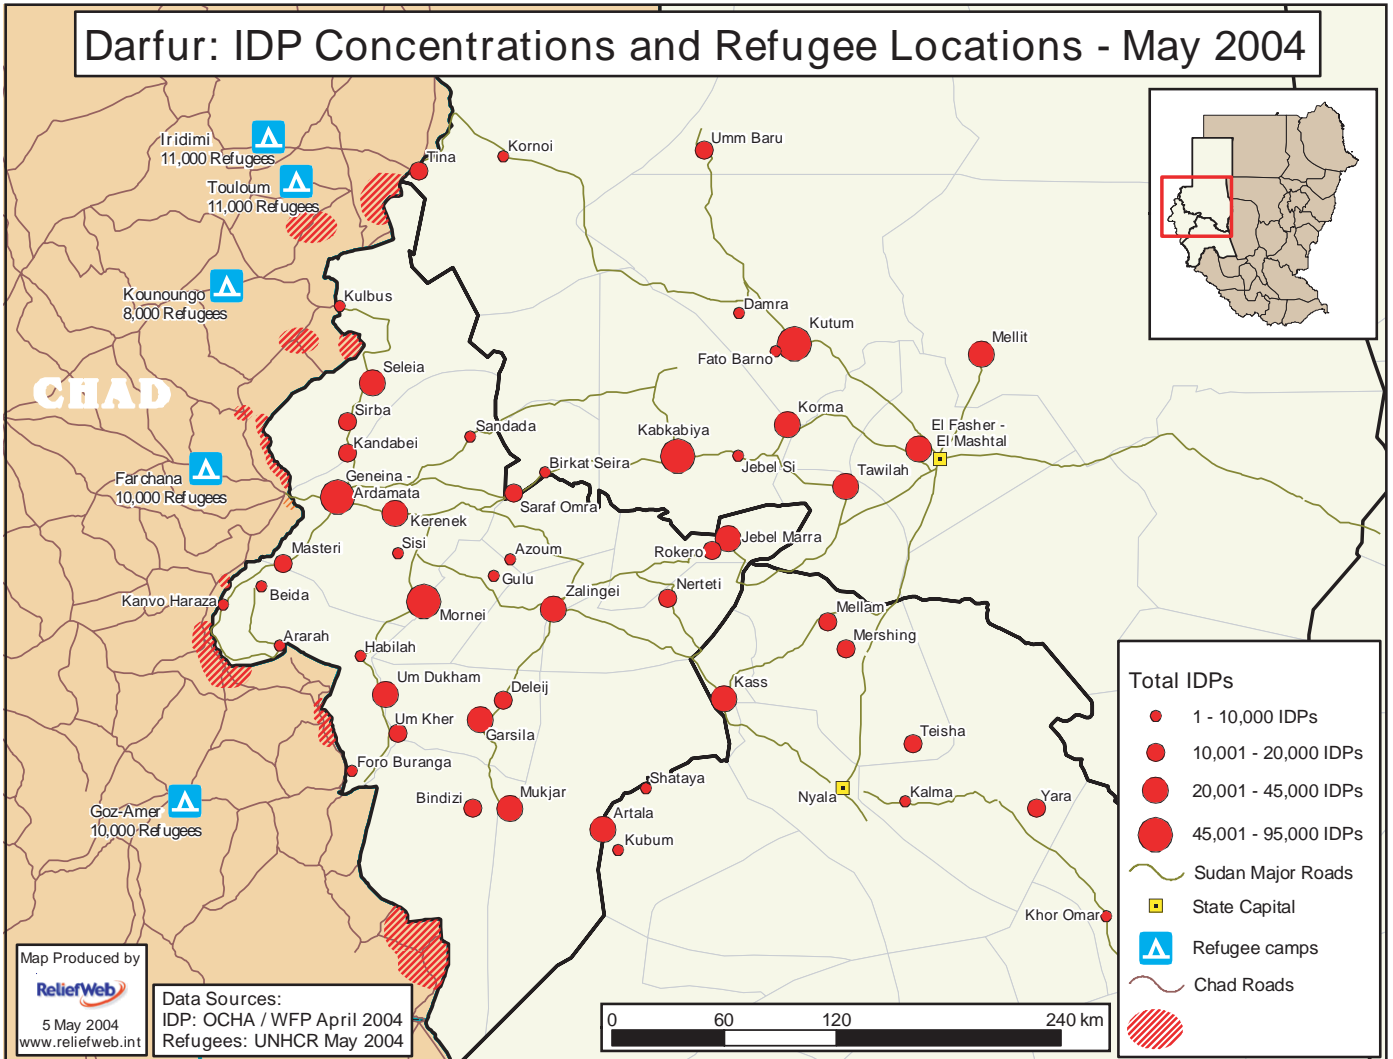 Darfur: IDP Concentrations and Refugee Locations - May 2004
Iridimi
11,000 Refugees
Touloum
11,000 Refugees
Kounoungo
8,000 Refugees
CHAD
Farchana
10,000 Refugees
Goz-Amer
10,000 Refugees
Tina
Kornoi
Umm Baru
Kulbus
Damra
Kutum
Fato Barno
Mellit
Seleia
Sirba
Kandabei
Sandada
Korma
Kabkabiya
Jebel Si
El Fasher -
El Mashtal
Tawilah
Birkat Seira
Geneina -
Ardamata
Saraf Omra
Kerenek
Sisi
Azoum
Gulu
Jebel Marra
Rokero
Masteri
Beida
Kanvo Haraza
Mornei
Zalingei
Nerteti
Mellam
Mershing
Ararah
Habilah
Um Dukham
Deleij
Kass
Um Kher
Garsila
Teisha
Foro Buranga
Shataya
Bindizi
Mukjar
Nyala
Kalma
Yara
Artala
Kubum
Khor Omar
Total IDPs
1 - 10,000 IDPs
10,001 - 20,000 IDPs
20,001 - 45,000 IDPs
45,001 - 95,000 IDPs
Sudan Major Roads
State Capital
Refugee camps
Chad Roads
Map Produced by
ReliefWeb
5 May 2004
www.reliefweb.int
Data Sources:
IDP: OCHA / WFP April 2004
Refugees: UNHCR May 2004
0 60 120 240 km